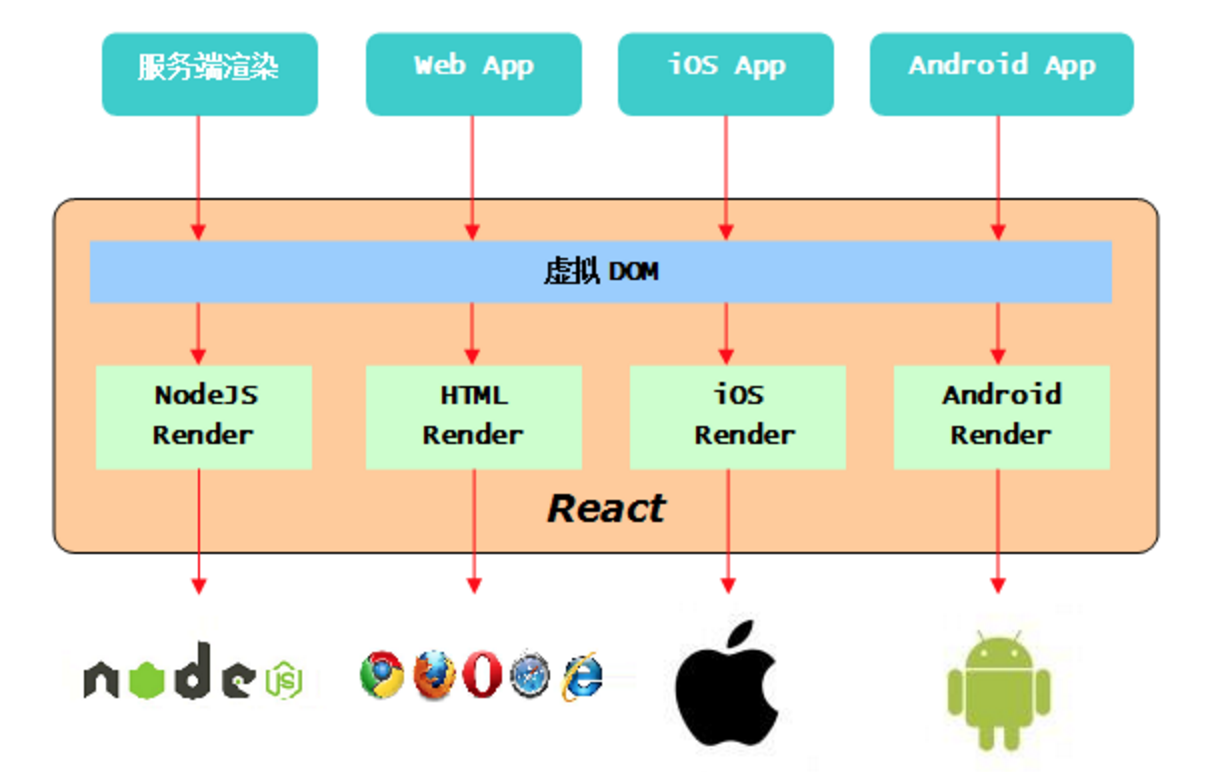 服务端渲染
Web App
iOS App
Android App
虚拟 DOM
NodeJS
Render
HTML
Render
iOS
Render
Android
Render
React
node
JS